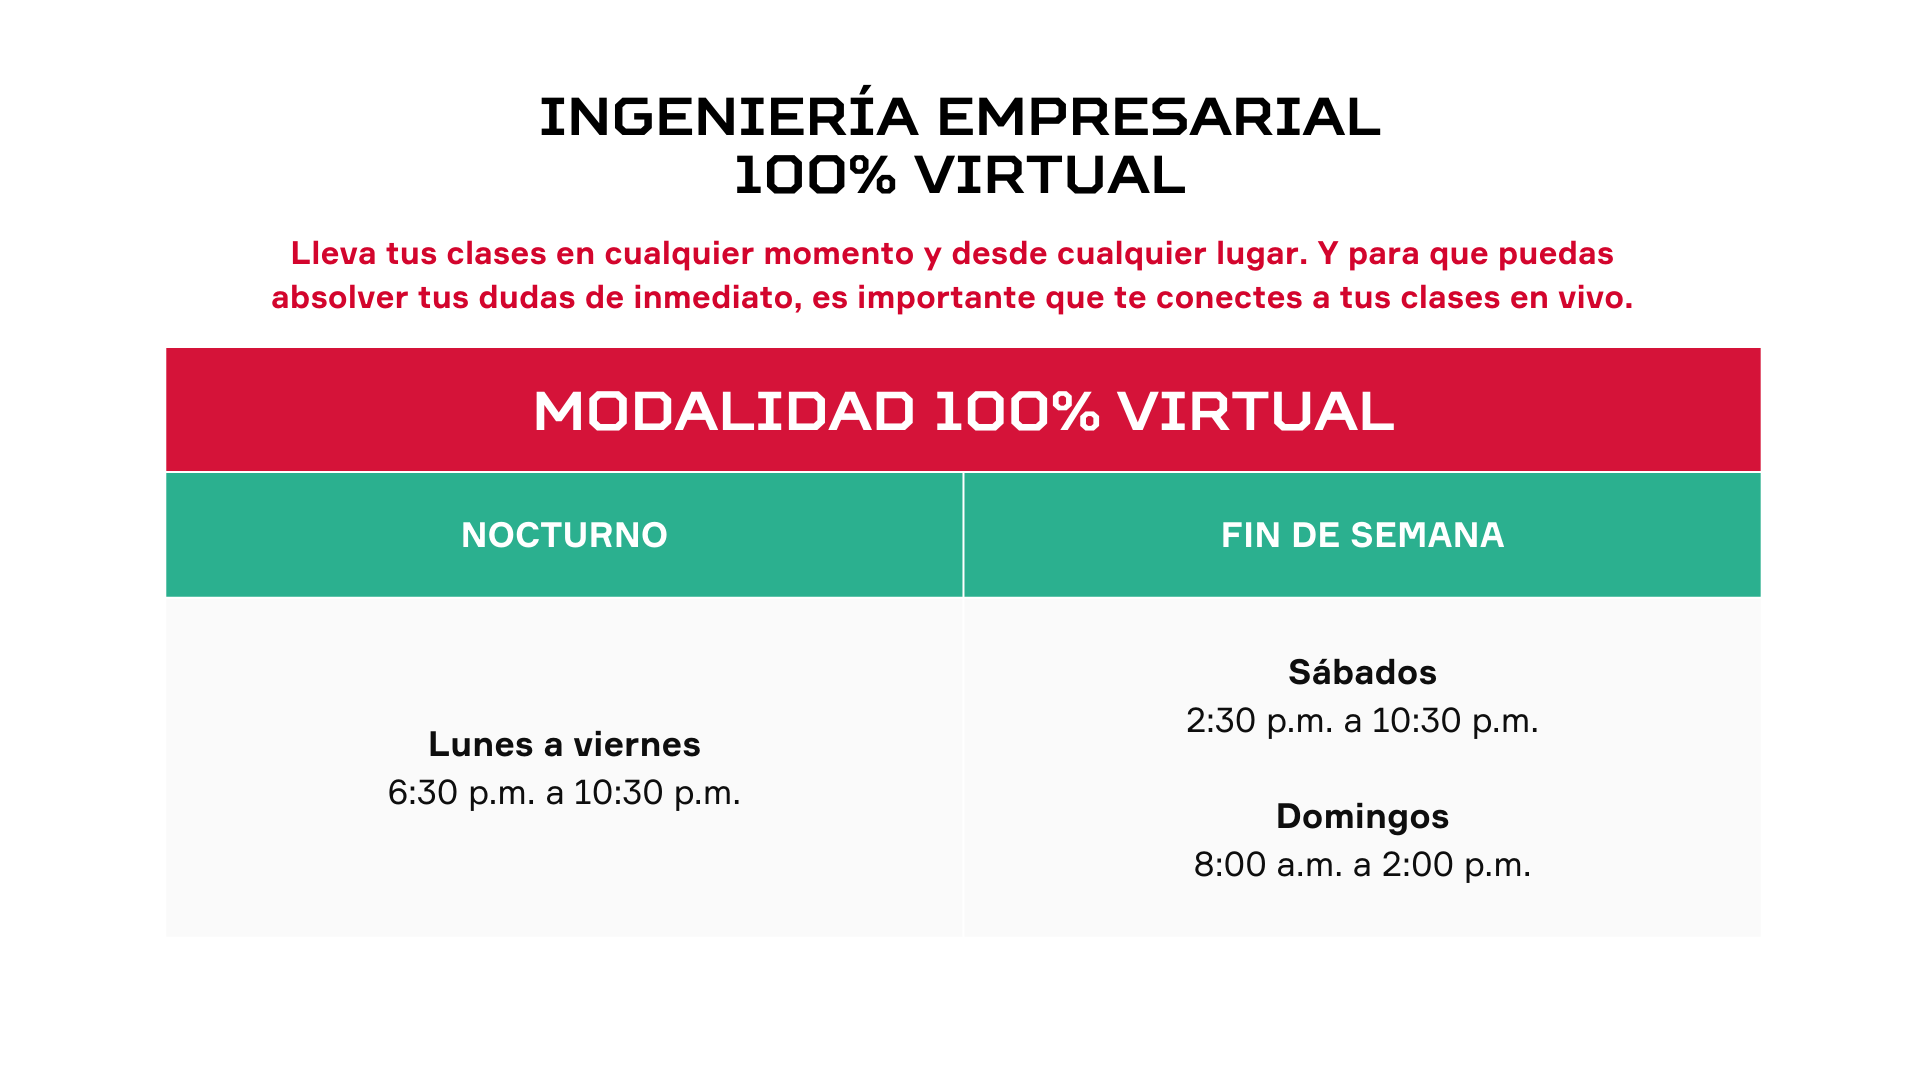 INGENIERÍA EMPRESARIAL
100% VIRTUAL
Lleva tus clases en cualquier momento y desde cualquier lugar. Y para que puedas
absolver tus dudas de inmediato, es importante que te conectes a tus clases en vivo.
MODALIDAD 100% VIRTUAL
NOCTURNO
FIN DE SEMANA
Lunes a viernes
6:30 p.m. a 10:30 p.m.
Sábados
2:30 p.m. a 10:30 p.m.
Domingos
8:00 a.m. a 2:00 p.m.